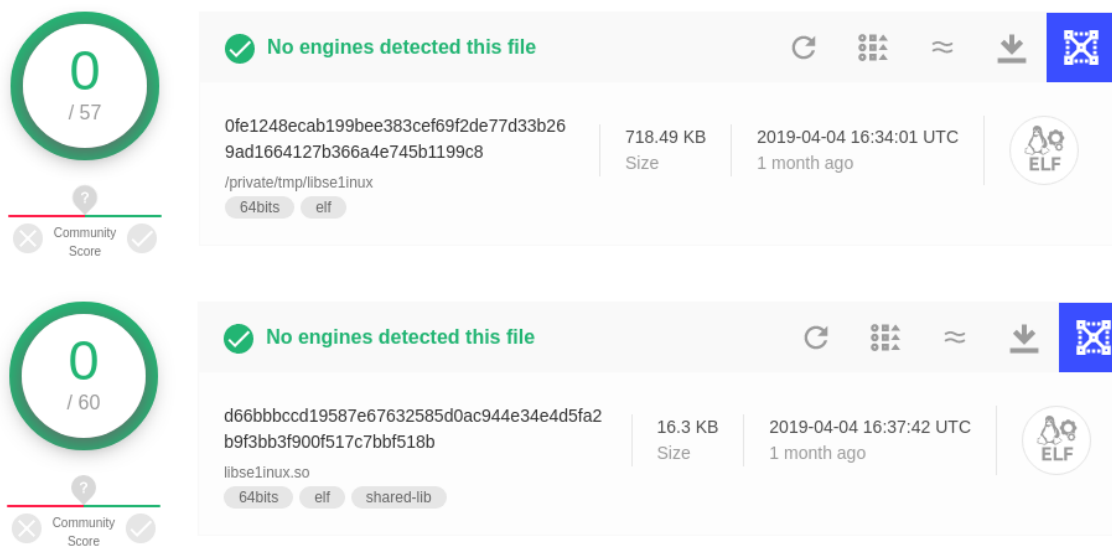 0
/ 57
?
Community
Score
No engines detected this file
0fe1248ecab199bee383cef69f2de77d33b26
9ad1664127b366a4e745b1199c8
/private/tmp/libse1inux
64bits elf
718.49 KB
Size
2019-04-04 16:34:01 UTC
1 month ago
ELF
0
/ 60
?
Community
Score
No engines detected this file
d66bbbccd19587e67632585d0ac944e34e4d5fa2
b9f3bb3f900f517c7bbf518b
libse1inux.so
64bits elf shared-lib
16.3 KB
Size
2019-04-04 16:37:42 UTC
1 month ago
ELF